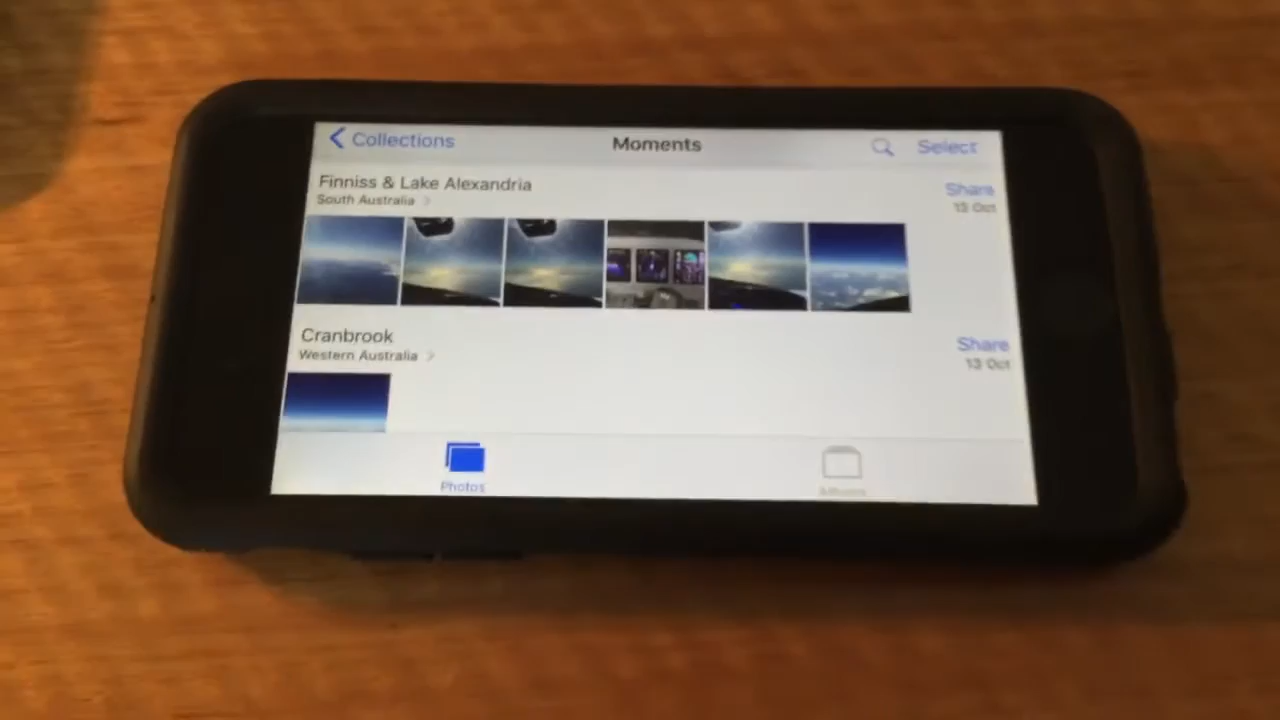 Collections
Moments
Select
Finniss & Lake Alexandria
Share
South Australia
13 Oct
Cranbrook
Share
Western Australia
13 Oct
Photos
Albums